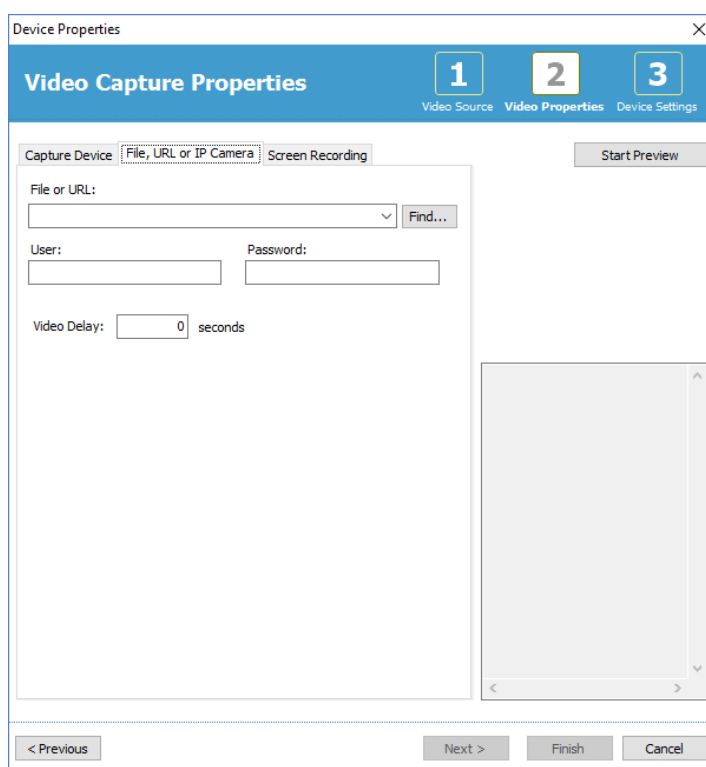 Device Properties
Video Capture Properties
1 2 3
Video Source Video Properties Device Settings
Capture Device File, URL or IP Camera Screen Recording Start Preview
File or URL:
Find...
User: Password:
Video Delay: 0 seconds
< Previous Next > Finish Cancel